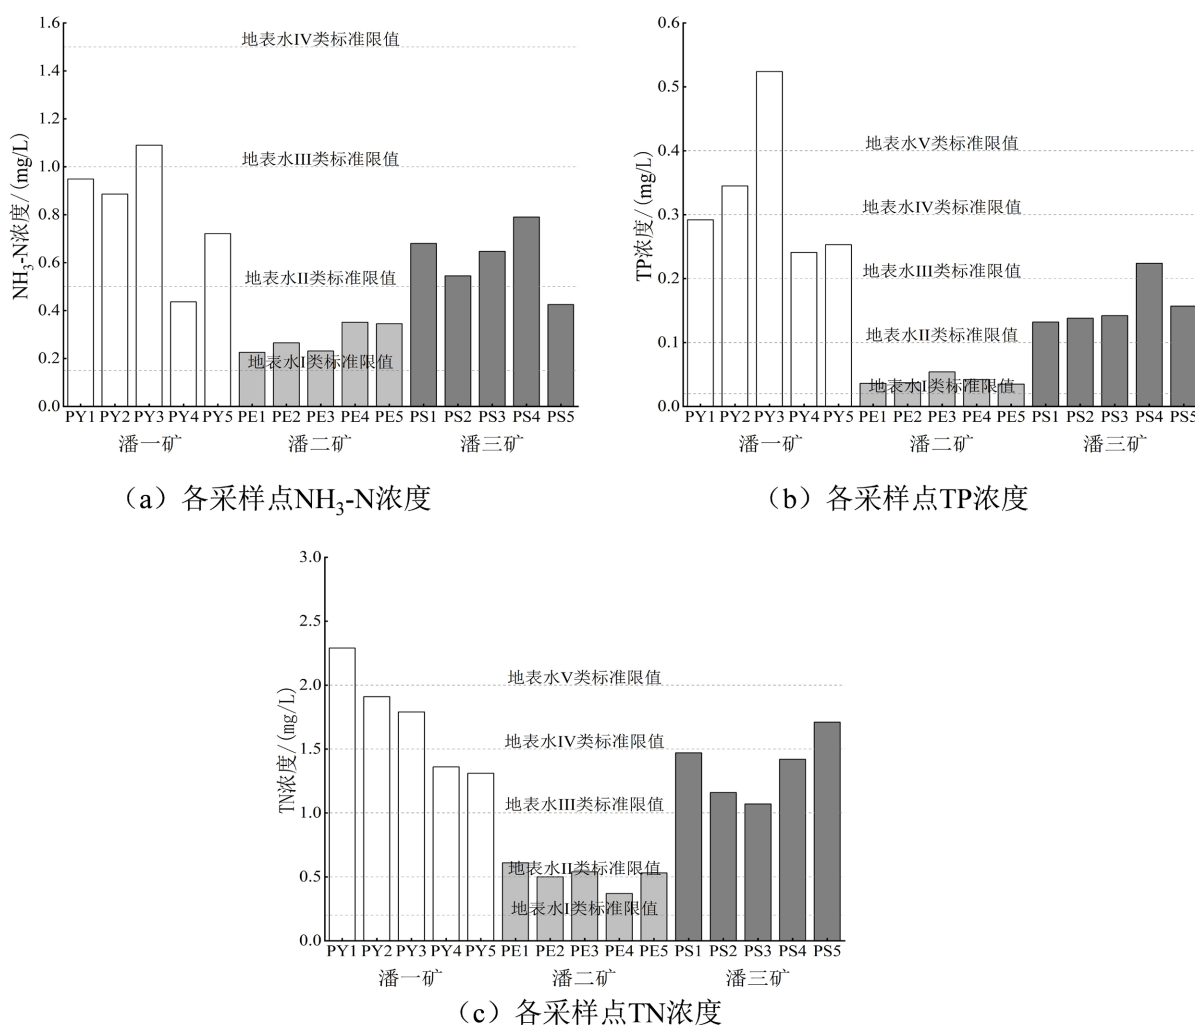 NH₃-N浓度/(mg/L)
1.6
1.4
1.2
1.0
0.8
0.6
0.4
0.2
0.0
地表水IV类标准限值
地表水III类标准限值
地表水II类标准限值
地表水I类标准限值
PY1 PY2 PY3 PY4 PY5 PE1 PE2 PE3 PE4 PE5 PS1 PS2 PS3 PS4 PS5
潘一矿 潘二矿 潘三矿
（a）各采样点NH₃-N浓度
TP浓度/(mg/L)
0.6
0.5
0.4
0.3
0.2
0.1
0.0
地表水V类标准限值
地表水IV类标准限值
地表水III类标准限值
地表水II类标准限值
地表水I类标准限值
PY1 PY2 PY3 PY4 PY5 PE1 PE2 PE3 PE4 PE5 PS1 PS2 PS3 PS4 PS5
潘一矿 潘二矿 潘三矿
（b）各采样点TP浓度
TN浓度/(mg/L)
3.0
2.5
2.0
1.5
1.0
0.5
0.0
地表水V类标准限值
地表水IV类标准限值
地表水III类标准限值
地表水II类标准限值
地表水I类标准限值
PY1 PY2 PY3 PY4 PY5 PE1 PE2 PE3 PE4 PE5 PS1 PS2 PS3 PS4 PS5
潘一矿 潘二矿 潘三矿
（c）各采样点TN浓度